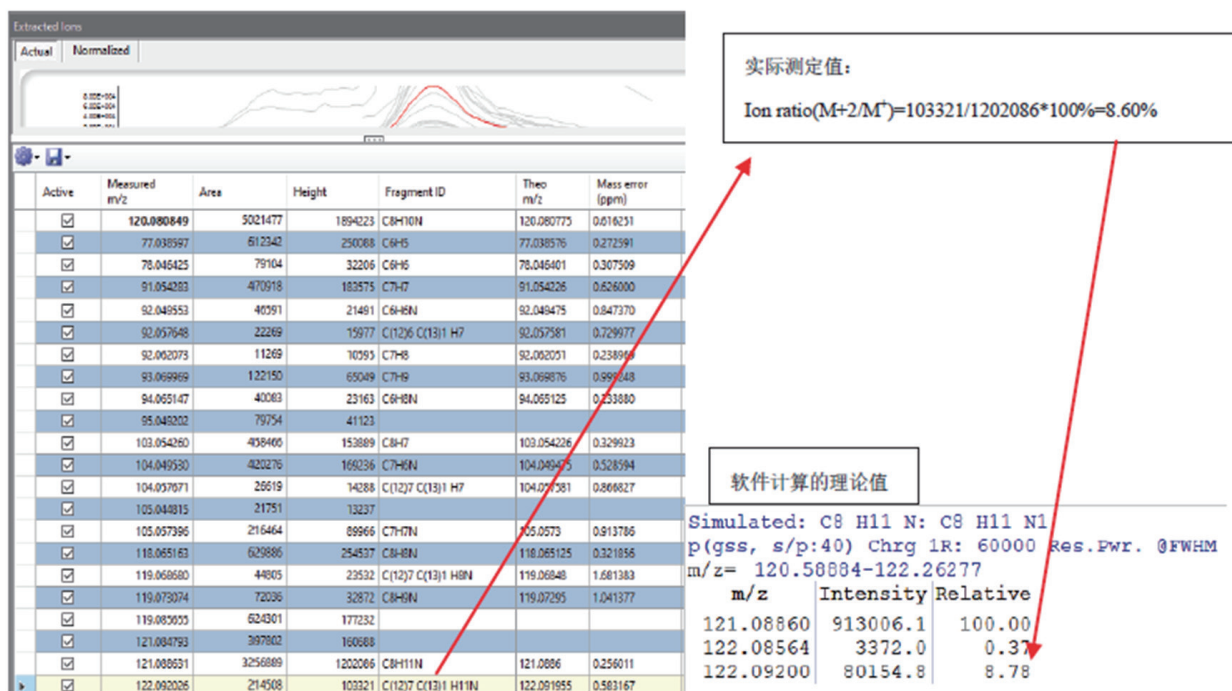 Extracted Ions
Actual Normalized
Active Measured m/z Area Height Fragment ID Theo m/z Mass error (ppm)
120.080849 5021477 1894223 C8H10N 120.080775 0.616251
77.038597 612342 250088 C6H5 77.038576 0.272591
78.046425 79104 32206 C6H6 78.046401 0.307509
91.054283 470918 183575 C7H7 91.054226 0.626000
92.049553 46591 21491 C6H6N 92.049475 0.847370
92.057648 22269 15977 C(12)6 C(13)1 H7 92.057581 0.729977
92.062073 11269 10595 C7H8 92.062051
93.069969 122150 65049 C7H9 93.069876
94.065147 40083 23163 C6H8N 94.065125
95.049202 79754 41123
103.054260 458466 153889 C8H7 103.054226 0.329923
104.049530 420276 169236 C7H6N 0.528594
104.057671 26619 14288 C(12)7 C(13)1 H7 104.057581 0.866827
105.044815 21751 13237
105.057396 216464 89966 C7H7N 105.0573 0.913786
118.065163 629886 254537 C8H8N 118.065125 0.321856
119.068680 44805 23532 C(12)7 C(13)1 H8N 119.06848 1.681383
119.073074 72036 32872 C8H9N 119.07295 1.041377
119.085655 624301 177232
121.084793 397802 160688
121.088631 3256889 1202086 C8H11N 121.0886 0.256011
122.092026 214508 103321 C(12)7 C(13)1 H11N 122.091955 0.583167
实际测定值：
Ion ratio(M+2/M⁺)=103321/1202086*100%=8.60%
软件计算的理论值
Simulated: C8 H11 N: C8 H11 N1
p(gss, s/p:40) Chrg 1R: 60000 Res.Pwr. @FWHM
m/z= 120.58884-122.26277
m/z Intensity Relative
121.08860 913006.1 100.00
122.08564 3372.0 0.37
122.09200 80154.8 8.78